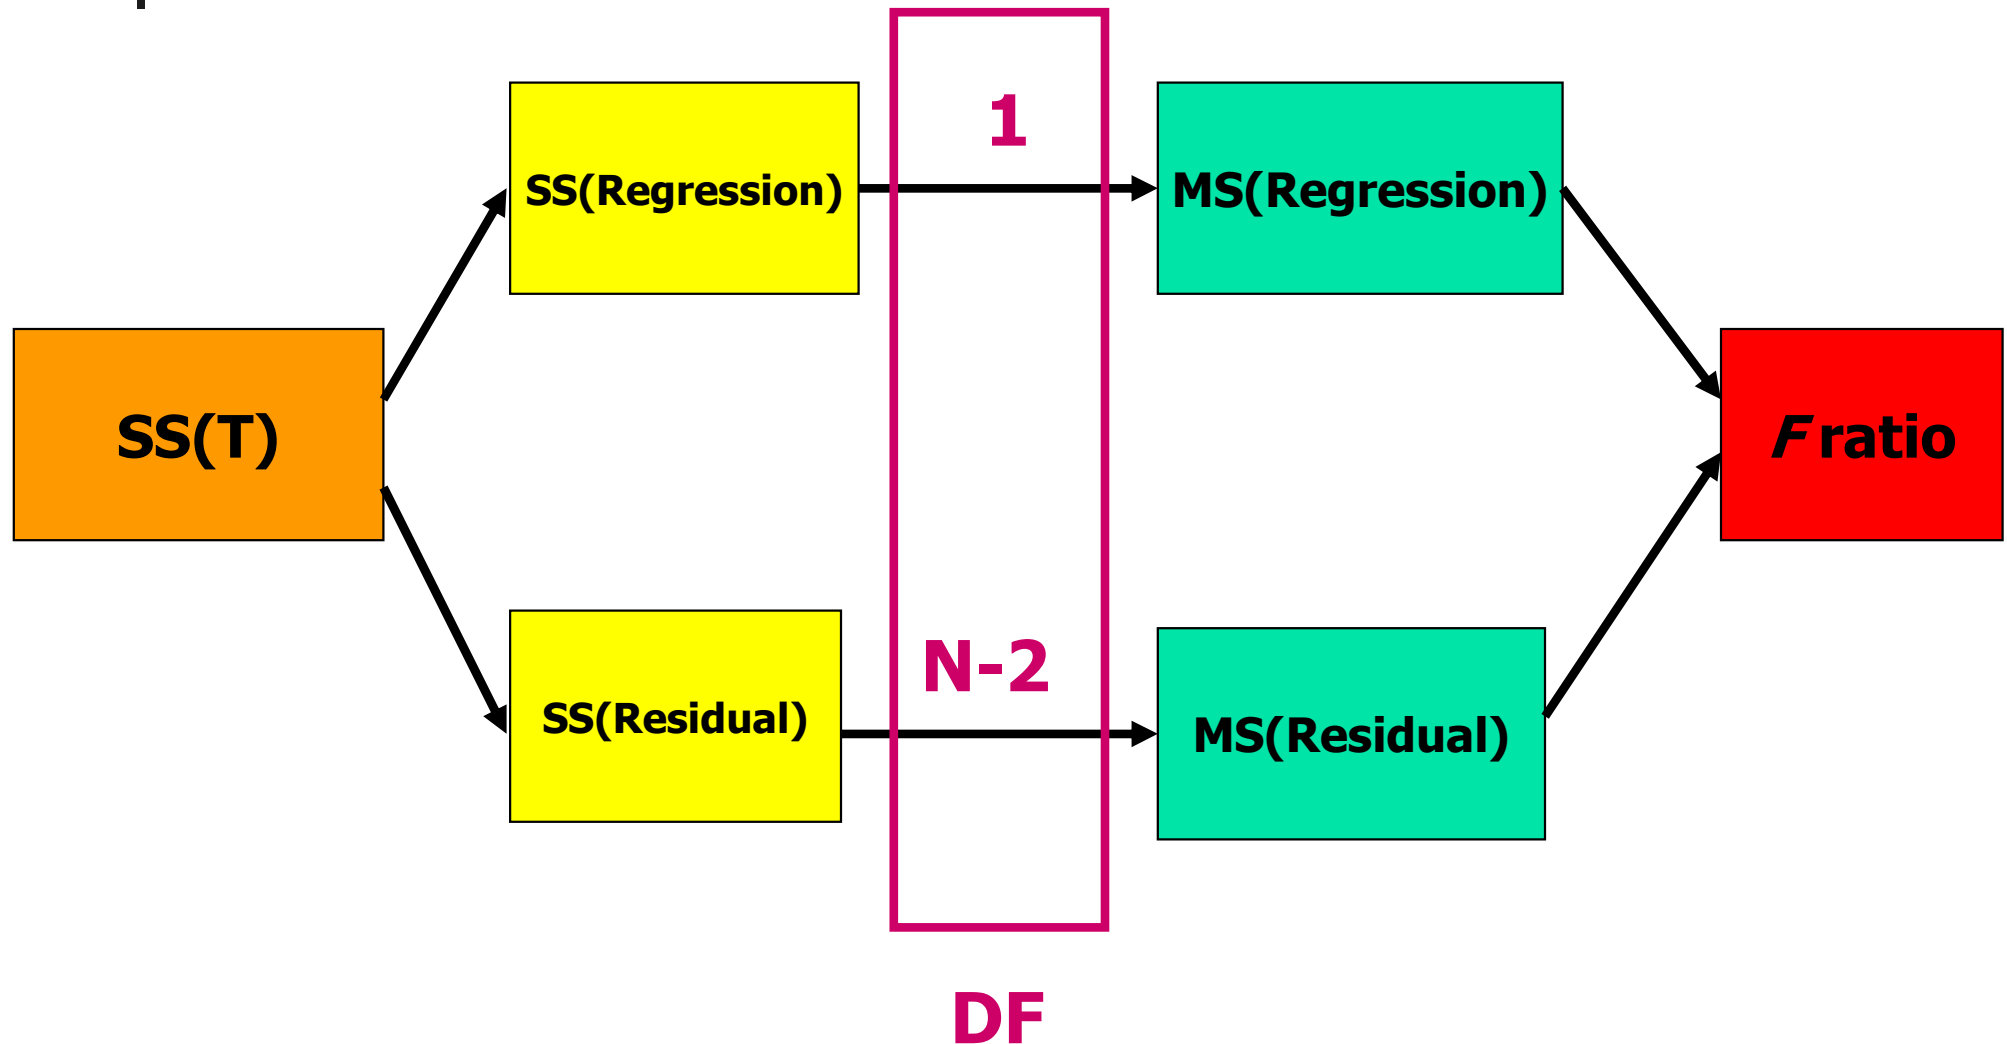 1
SS(Regression)
MS(Regression)
SS(T)
F ratio
N-2
SS(Residual)
MS(Residual)
DF